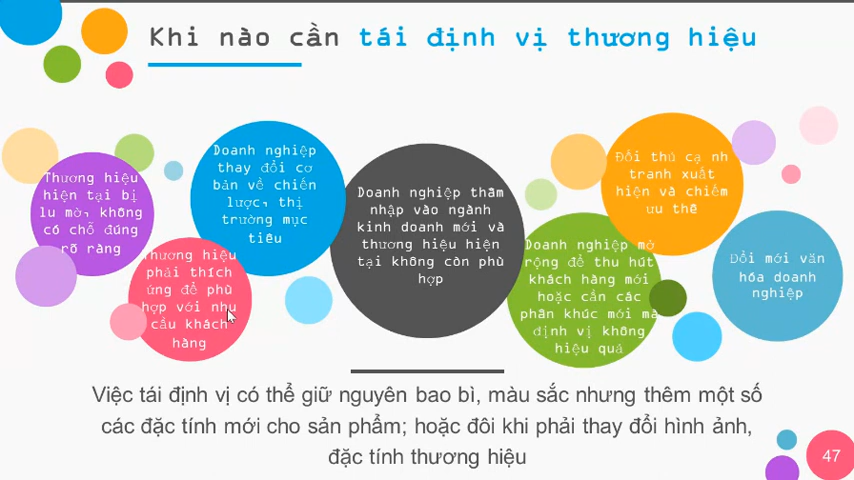 Khi nào cần tái định vị thương hiệu
Thương hiệu
hiện tại bị
lu mờ, không
có chỗ đúng
rõ ràng
Thương hiệu
phải thích
ứng để phù
hợp với nhu
cầu khách
hàng
Doanh nghiệp
thay đổi cơ
bản về chiến
lược, thị
trường mục
tiêu
Doanh nghiệp thâm
nhập vào ngành
kinh doanh mới và
thương hiệu hiện
tại không còn phù
hợp
Doanh nghiệp mở
rộng để thu hút
khách hàng mới
hoặc cần các
phân khúc mới mà
định vị không
hiệu quả
Đối thủ cạ nh
tranh xuất
hiện và chiếm
ưu thế
Đổi mới văn
hóa doanh
nghiệp
Việc tái định vị có thể giữ nguyên bao bì, màu sắc nhưng thêm một số
các đặc tính mới cho sản phẩm; hoặc đôi khi phải thay đổi hình ảnh,
đặc tính thương hiệu
47